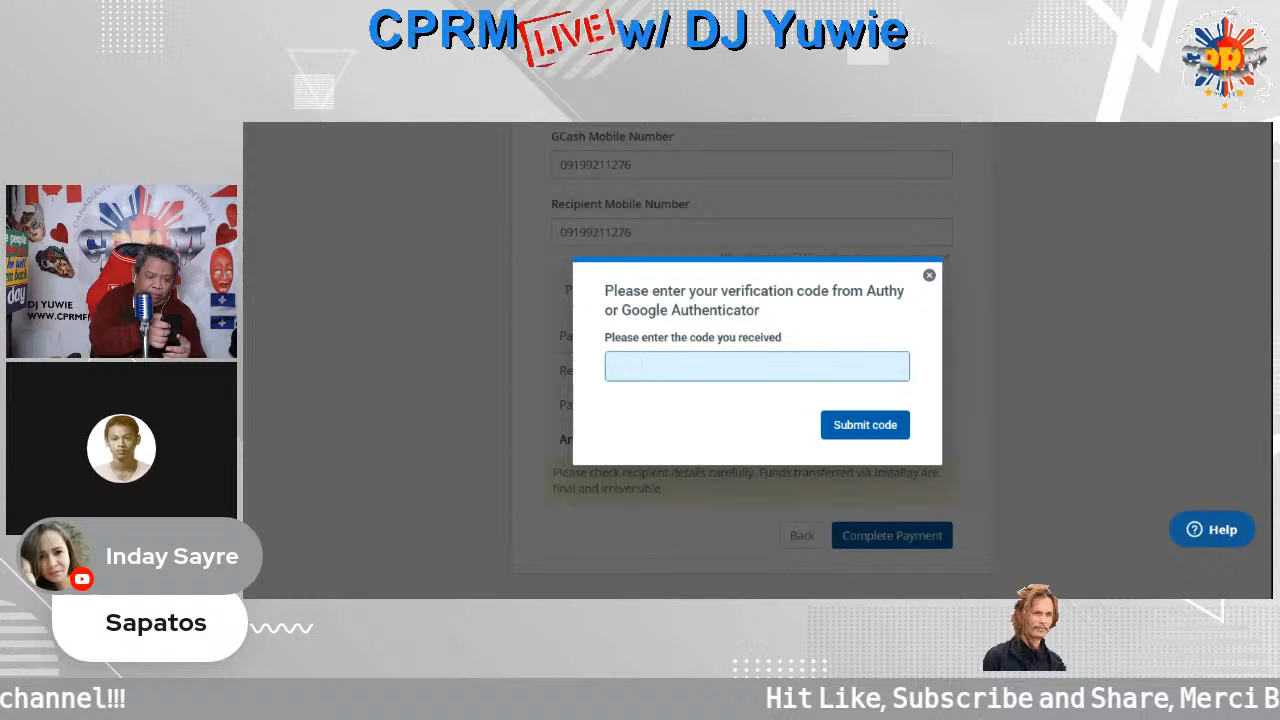 CPRM LIVE w/ DJ Yuwie
CPRM
GCash Mobile Number
09199211276
Recipient Mobile Number
09199211276
Please enter your verification code from Authy
or Google Authenticator
Please enter the code you received
Submit code
Please check recipient details carefully. Funds transferred via InstaPay are
final and irreversible.
Back
Complete Payment
Help
DJ YUWIE
Inday Sayre
Sapatos
channel!!!
Hit Like, Subscribe and Share, Merci B